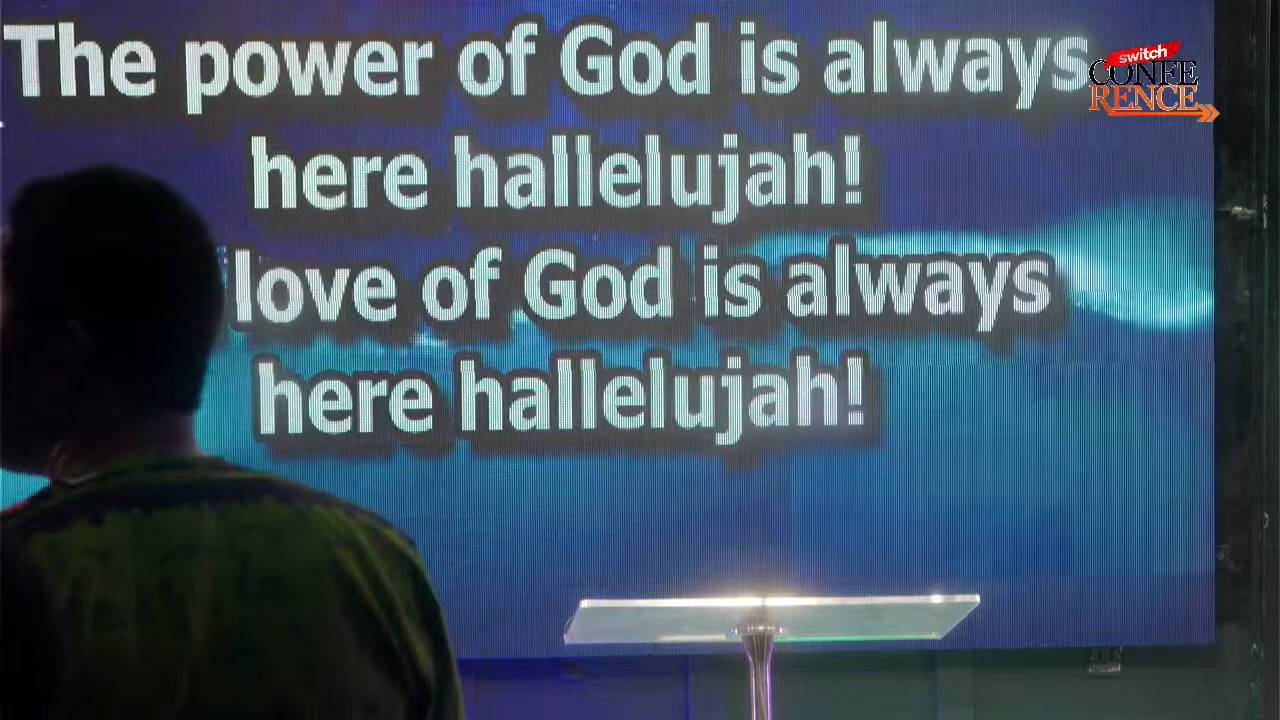 The power of God is always
here hallelujah!
love of God is always
here hallelujah!
switch
CONFE
RENCE